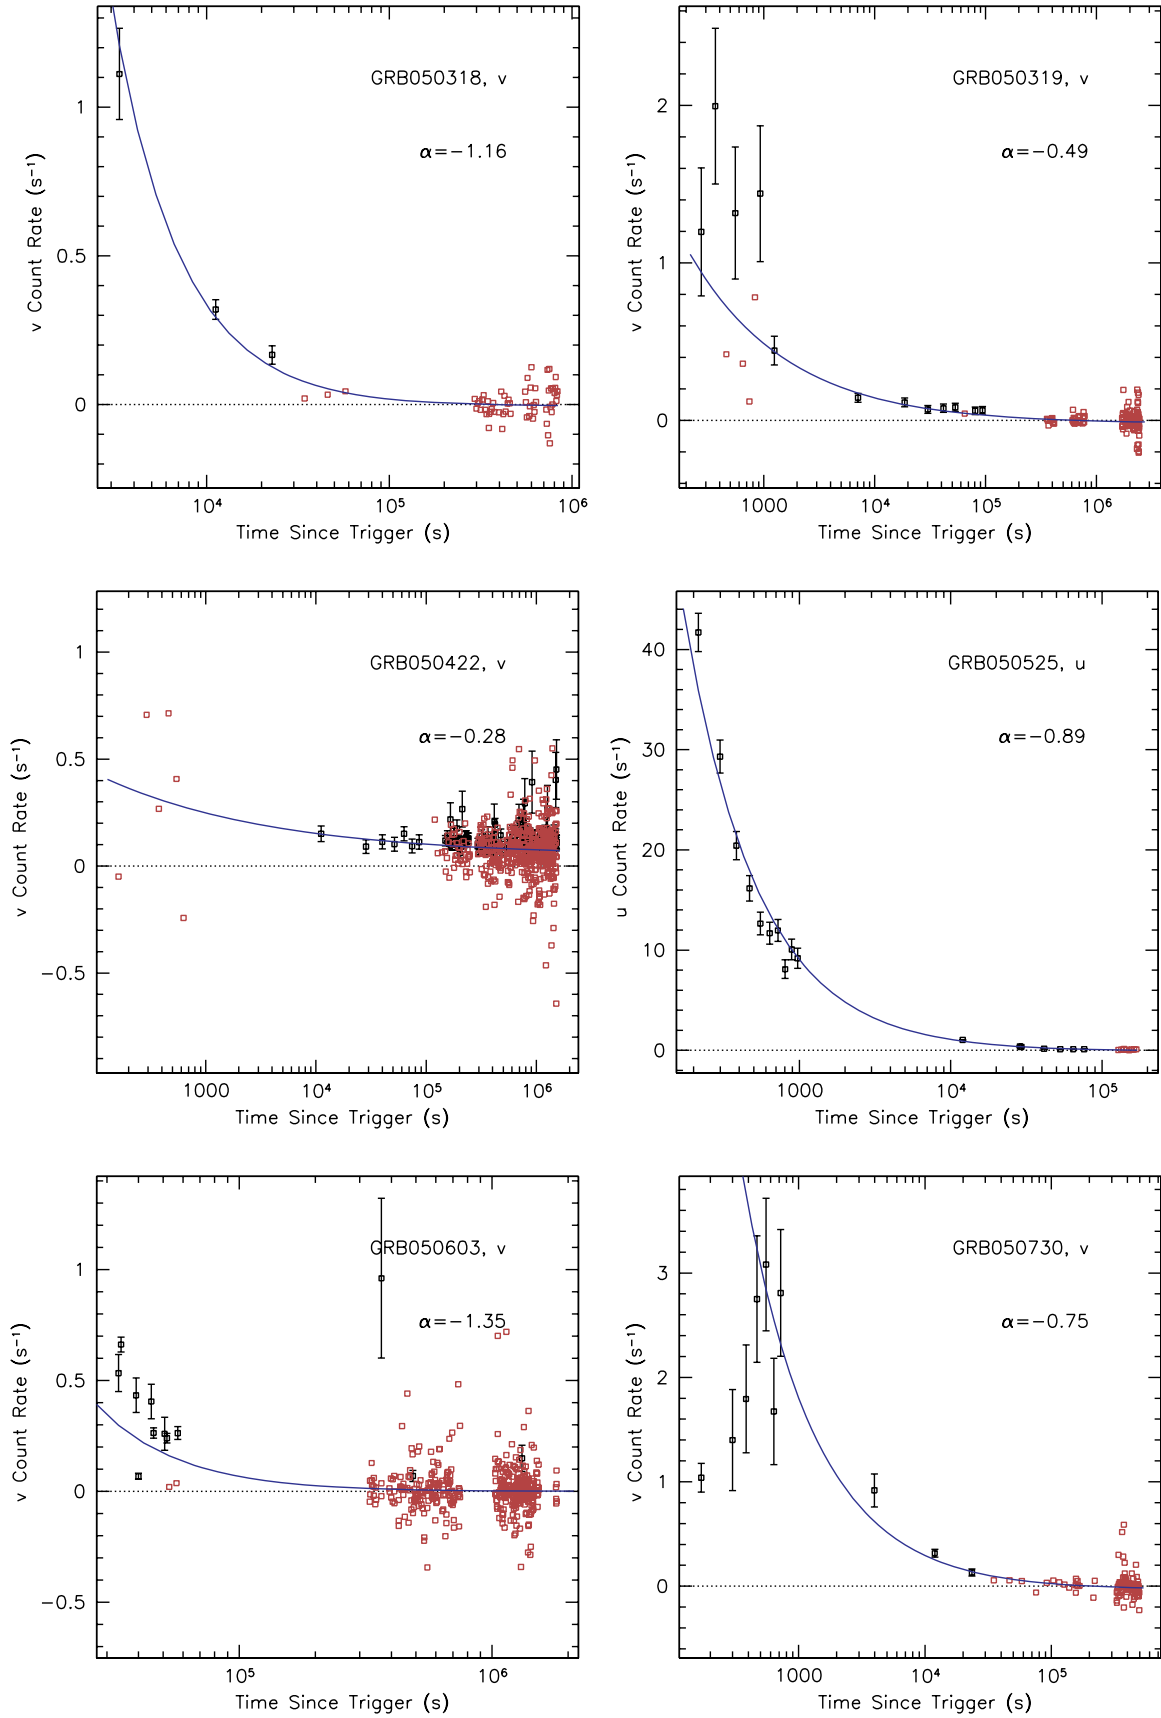 GRB050318, v
α=−1.16
1
0.5
0
v Count Rate (s⁻¹)
10⁴
10⁵
10⁶
Time Since Trigger (s)
GRB050319, v
α=−0.49
2
1
0
v Count Rate (s⁻¹)
1000
10⁴
10⁵
10⁶
Time Since Trigger (s)
GRB050422, v
α=−0.28
1
0.5
0
−0.5
v Count Rate (s⁻¹)
1000
10⁴
10⁵
10⁶
Time Since Trigger (s)
GRB050525, u
α=−0.89
40
30
20
10
0
u Count Rate (s⁻¹)
1000
10⁴
10⁵
Time Since Trigger (s)
GRB050603, v
α=−1.35
1
0.5
0
−0.5
v Count Rate (s⁻¹)
10⁵
10⁶
Time Since Trigger (s)
GRB050730, v
α=−0.75
3
2
1
0
v Count Rate (s⁻¹)
1000
10⁴
10⁵
Time Since Trigger (s)